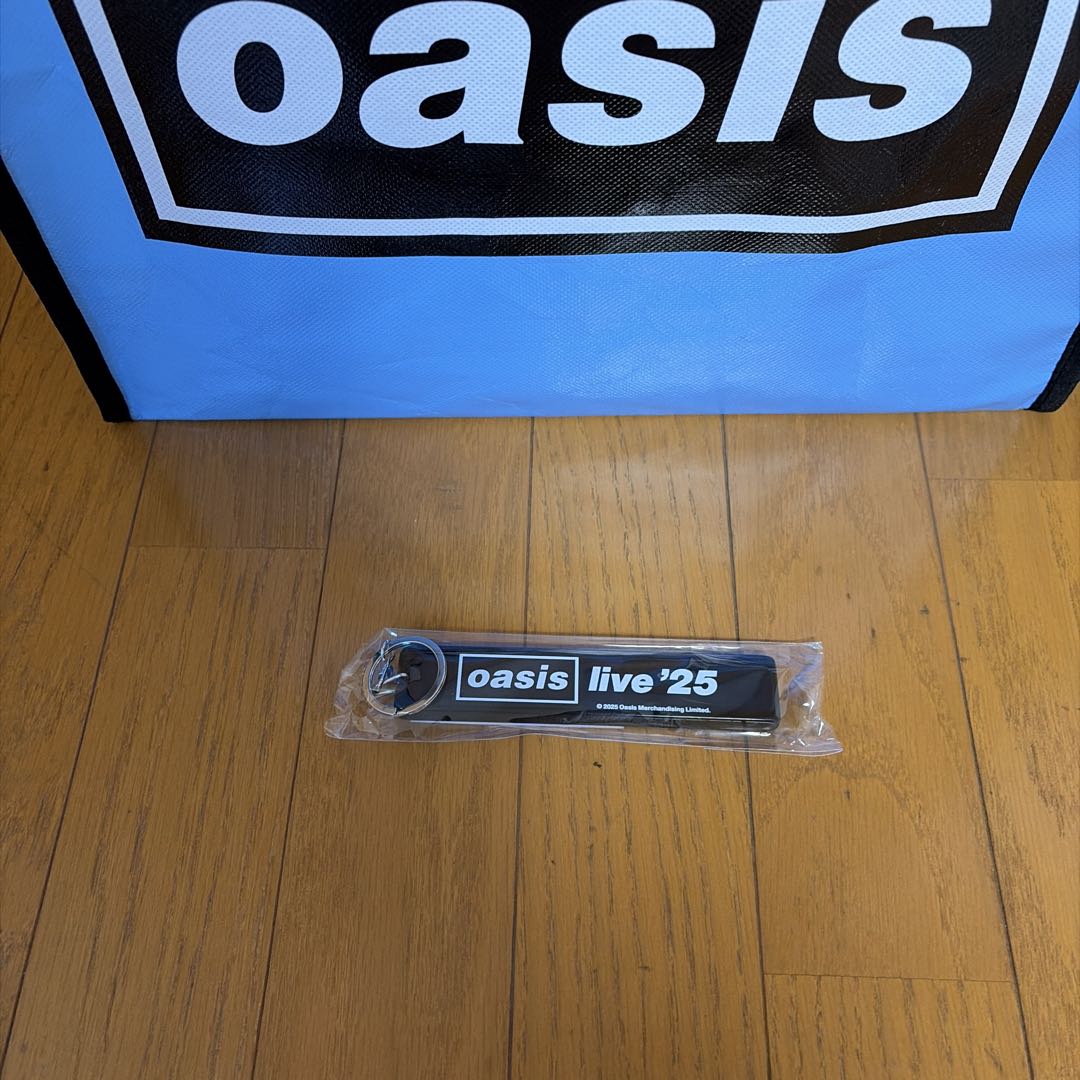 oasis
oasis live ’25
© 2025 Oasis Merchandising Limited.